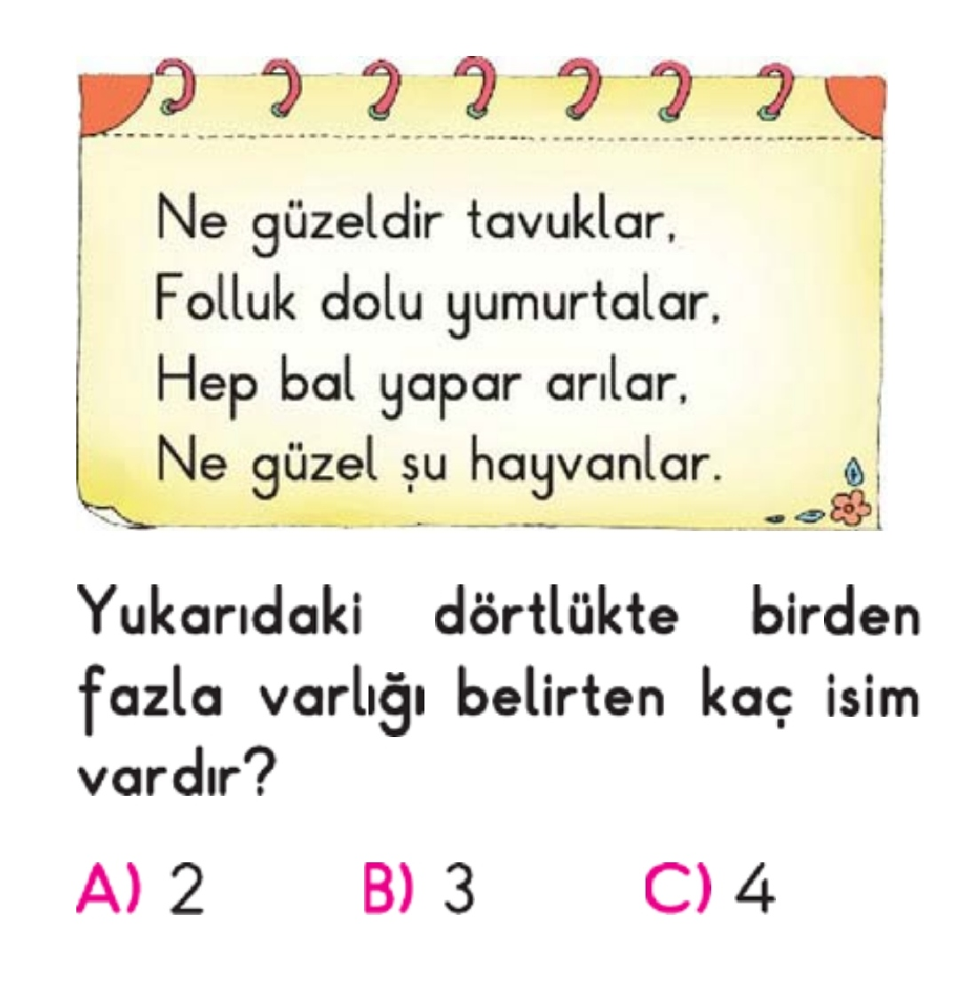 Ne güzeldir tavuklar,
Folluk dolu yumurtalar,
Hep bal yapar arılar,
Ne güzel şu hayvanlar.
Yukarıdaki dörtlükte birden
fazla varlığı belirten kaç isim
vardır?
A) 2 B) 3 C) 4